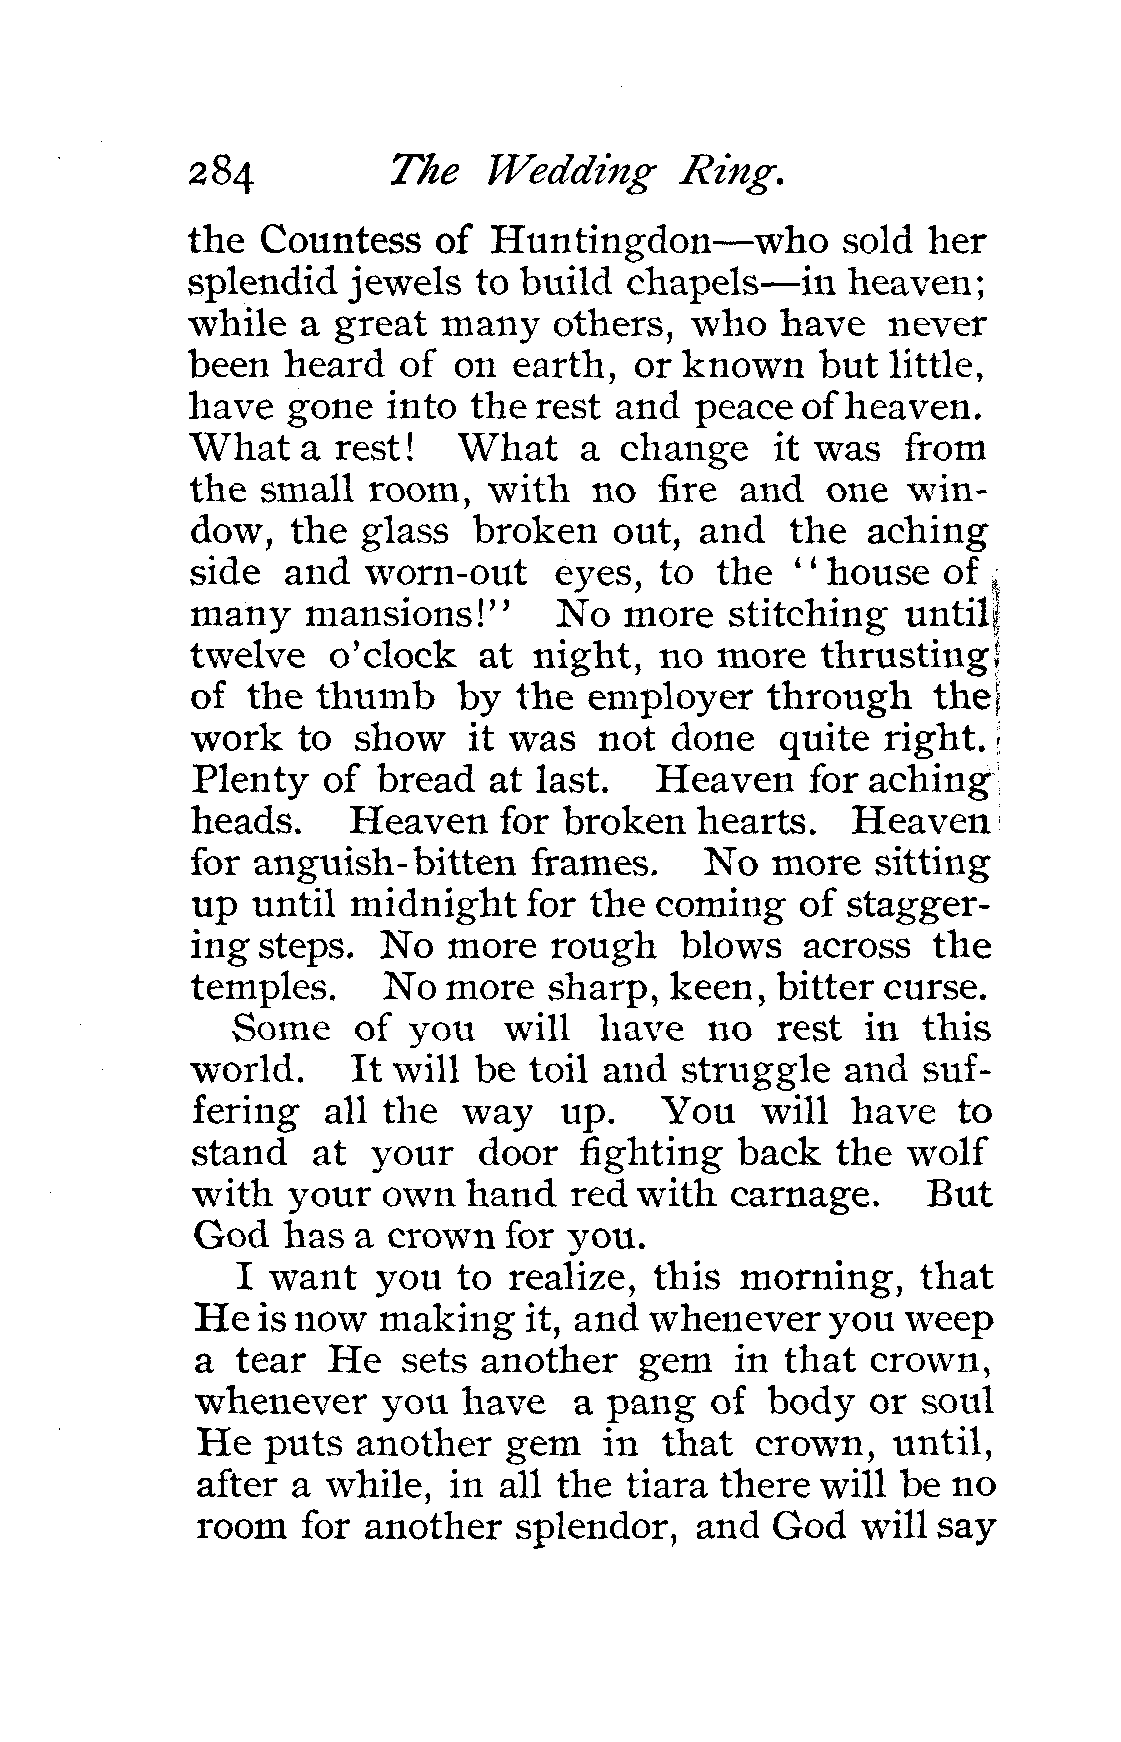 284 The Wedding Ring.
the Countess of Huntingdon—who sold her
splendid jewels to build chapels—in heaven;
while a great many others, who have never
been heard of on earth, or known but little,
have gone into the rest and peace of heaven.
What a rest! What a change it was from
the small room, with no fire and one win-
dow, the glass broken out, and the aching
side and worn-out eyes, to the "house of
many mansions!" No more stitching until
twelve o'clock at night, no more thrusting
of the thumb by the employer through the
work to show it was not done quite right.
Plenty of bread at last. Heaven for aching
heads. Heaven for broken hearts. Heaven
for anguish-bitten frames. No more sitting
up until midnight for the coming of stagger-
ing steps. No more rough blows across the
temples. No more sharp, keen, bitter curse.
Some of you will have no rest in this
world. It will be toil and struggle and suf-
fering all the way up. You will have to
stand at your door fighting back the wolf
with your own hand red with carnage. But
God has a crown for you.
I want you to realize, this morning, that
He is now making it, and whenever you weep
a tear He sets another gem in that crown,
whenever you have a pang of body or soul
He puts another gem in that crown, until,
after a while, in all the tiara there will be no
room for another splendor, and God will say